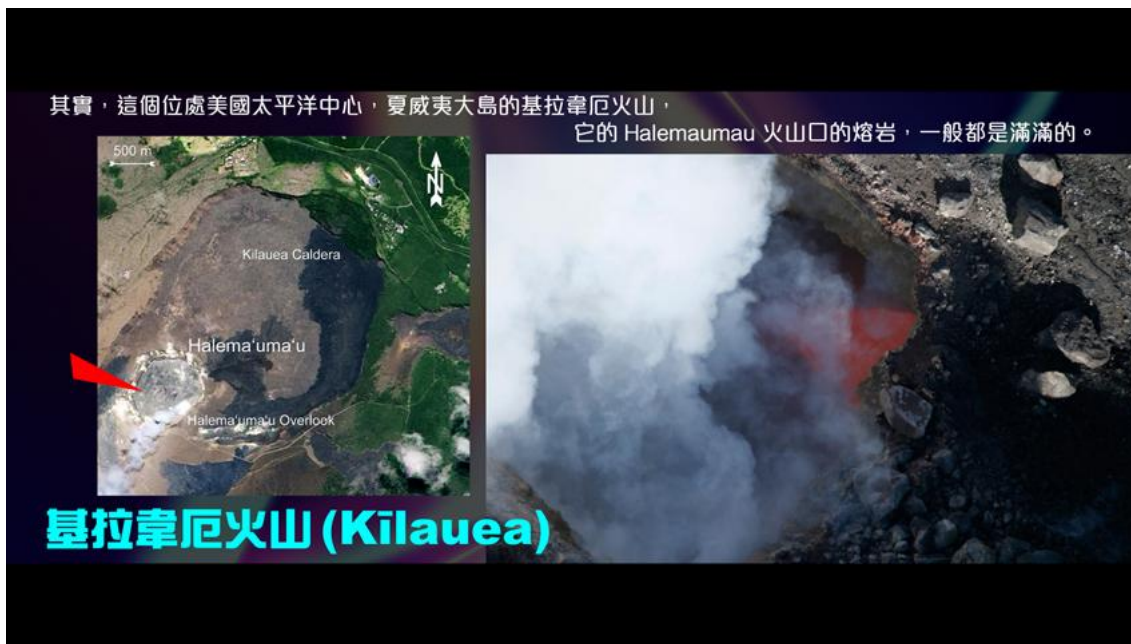 其實，這個位處美國太平洋中心，夏威夷大島的基拉韋厄火山，
它的 Halemaumau 火山口的熔岩，一般都是滿滿的。
500 m
N
Kilauea Caldera
Halema'uma'u
Halema'uma'u Overlook
基拉韋厄火山 (Kīlauea)